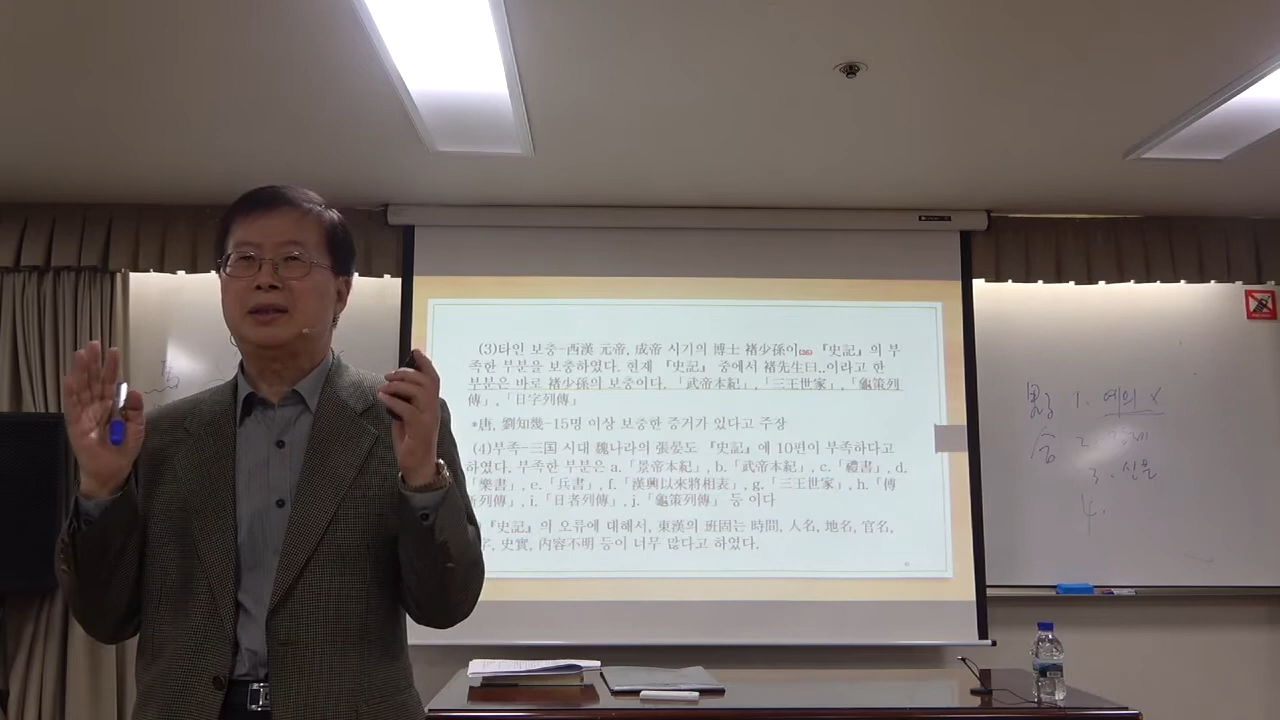 (3)타인 보충-西漢 元帝, 成帝 시기의 博士 褚少孫이(36) 『史記』의 부
족한 부분을 보충하였다. 현재 『史記』 중에서 褚先生曰..이라고 한
부분은 바로 褚少孫의 보충이다. 「武帝本紀」, 「三王世家」, 「龜策列
傳」, 「日字列傳」
*唐, 劉知幾-15명 이상 보충한 증거가 있다고 주장
(4)부족-三国 시대 魏나라의 張晏도 『史記』에 10편이 부족하다고
하였다. 부족한 부분은 a. 「景帝本紀」, b. 「武帝本紀」, c. 「禮書」, d.
「樂書」, e. 「兵書」, f. 「漢興以來將相表」, g. 「三王世家」, h. 「傅
列傳」, i. 「日者列傳」, j. 「龜策列傳」 등 이다
『史記』의 오류에 대해서, 東漢의 班固는 時間, 人名, 地名, 官名,
字, 史實, 內容不明 등이 너무 많다고 하였다.
1. 예의 x
2. 경제
3. 신분
4.